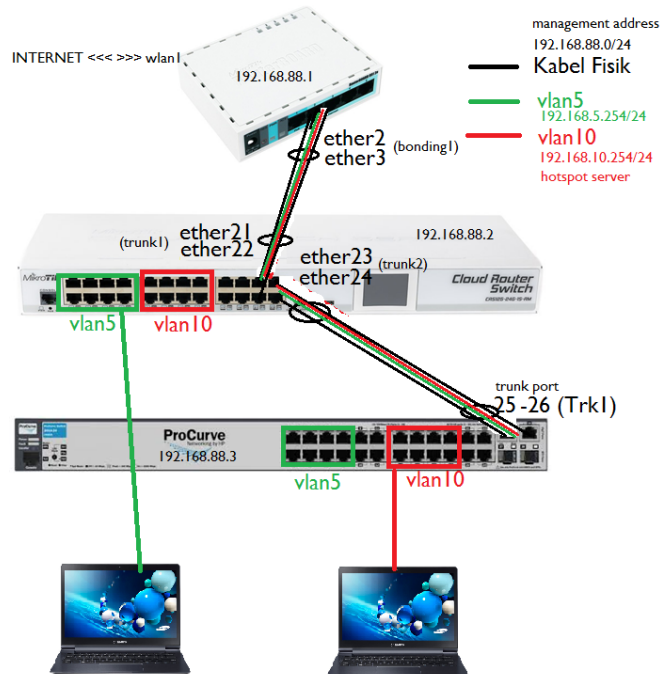 management address
192.168.88.0/24
INTERNET <<< >>> wlan1
192.168.88.1
Kabel Fisik
vlan5
192.168.5.254/24
vlan10
192.168.10.254/24
hotspot server
ether2
ether3
(bonding1)
ether21
ether22
(trunk1)
192.168.88.2
ether23
ether24
(trunk2)
Cloud Router
Switch
vlan5
vlan10
trunk port
25 -26 (Trk1)
ProCurve
Networking by HP
192.168.88.3
vlan5
vlan10